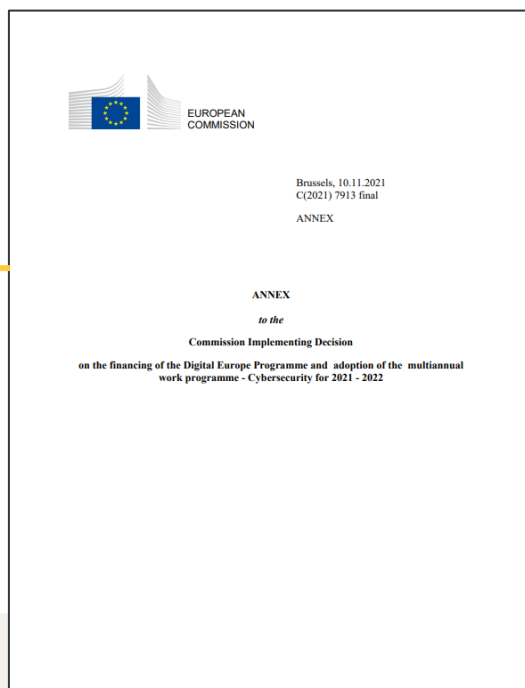 EUROPEAN
COMMISSION
Brussels, 10.11.2021
C(2021) 7913 final
ANNEX
ANNEX
to the
Commission Implementing Decision
on the financing of the Digital Europe Programme and adoption of the multiannual
work programme - Cybersecurity for 2021 - 2022